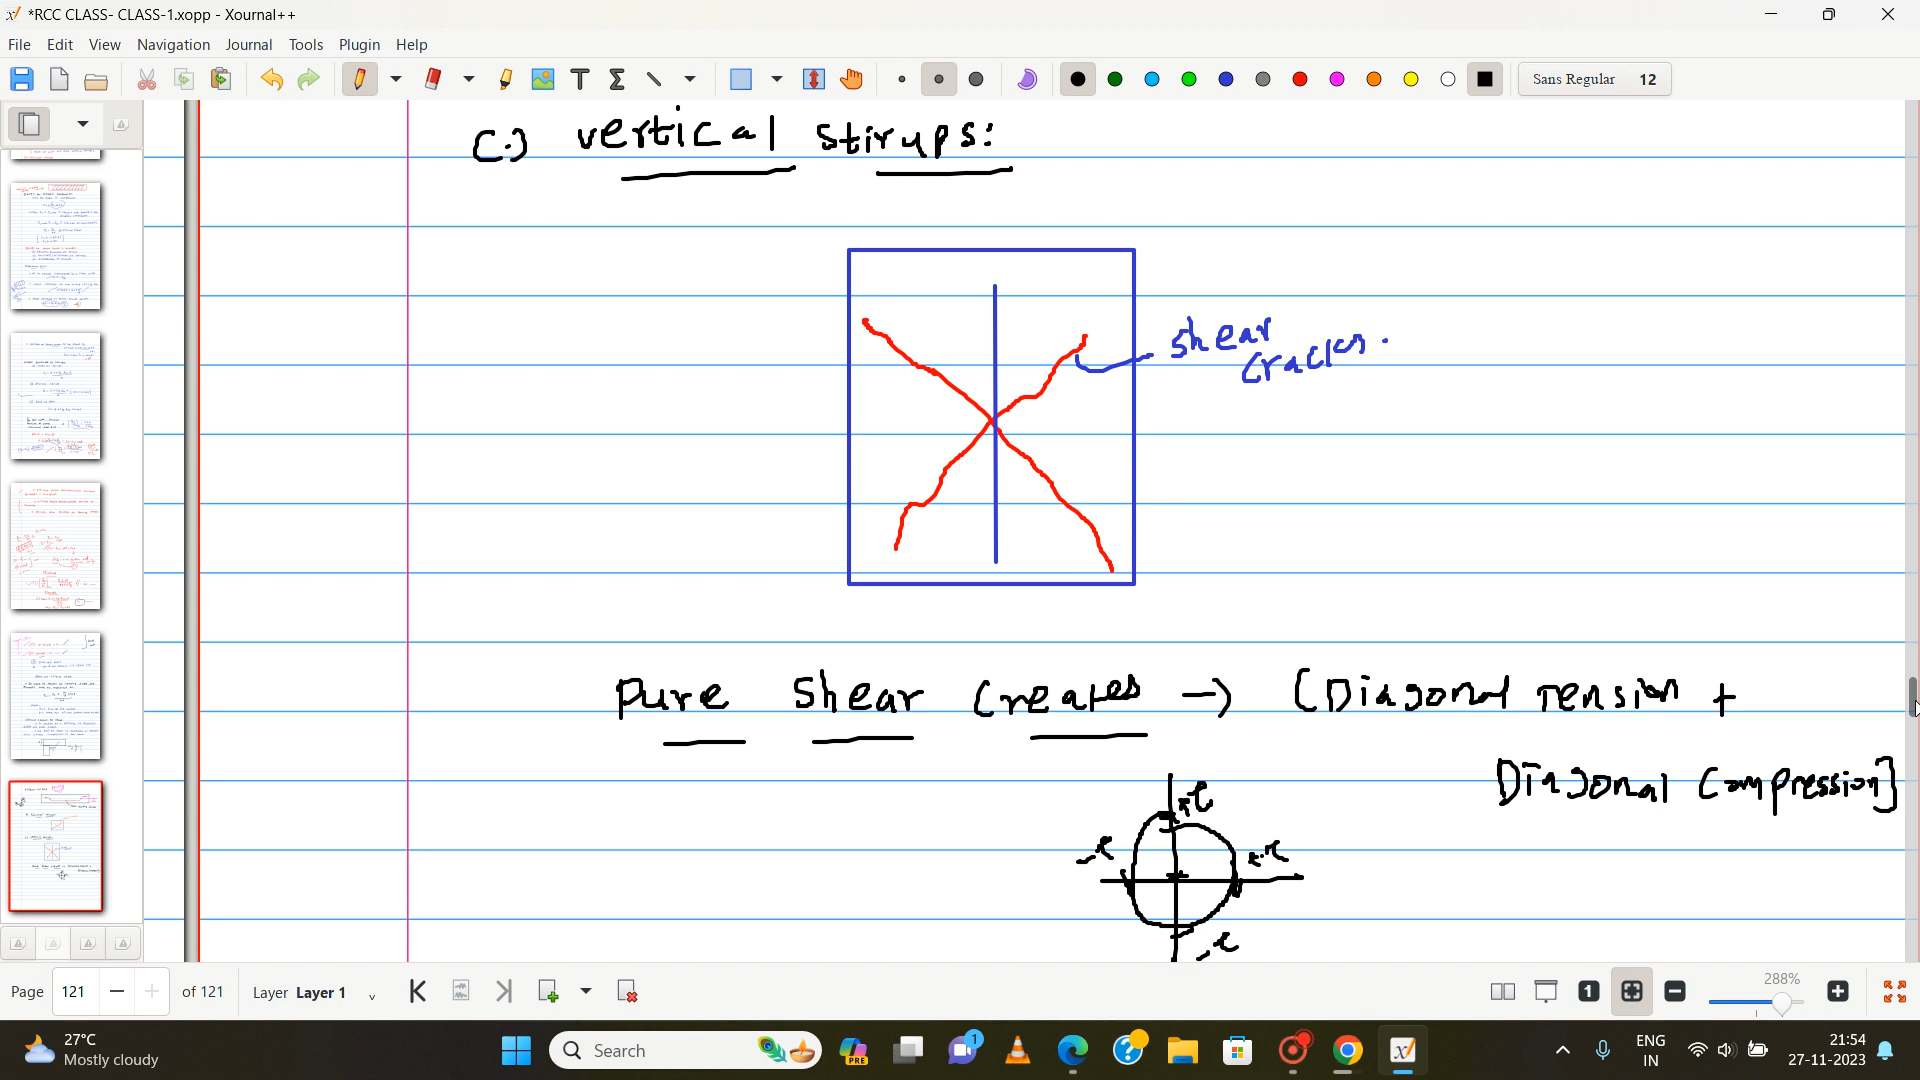 *RCC CLASS- CLASS-1.xopp - Xournal++
File Edit View Navigation Journal Tools Plugin Help
Sans Regular 12
C.) vertical stirups:
shear
cracks.
Pure shear creates → [Diagonal Tension +
Diagonal Compression]
+τ
-τ
+τ
-τ
Page 121 of 121 Layer Layer 1 288%
27°C
Mostly cloudy
Search
PRE
1
ENG
IN
21:54
27-11-2023